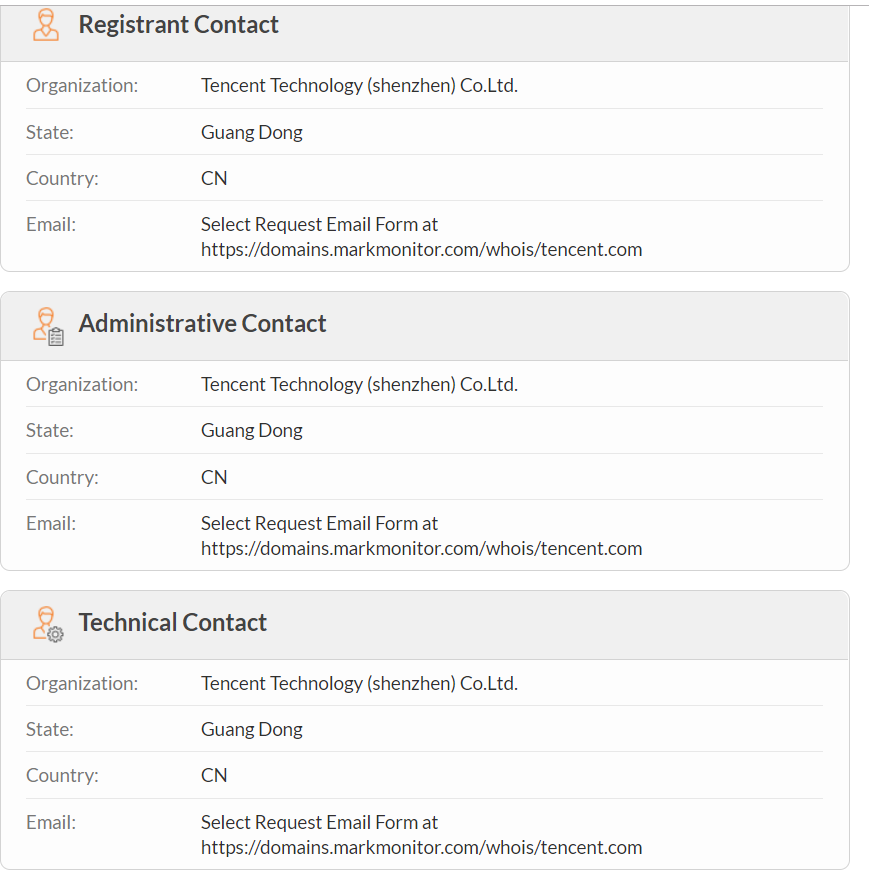 Registrant Contact
Organization: Tencent Technology (shenzhen) Co.Ltd.
State: Guang Dong
Country: CN
Email: Select Request Email Form at
https://domains.markmonitor.com/whois/tencent.com
Administrative Contact
Organization: Tencent Technology (shenzhen) Co.Ltd.
State: Guang Dong
Country: CN
Email: Select Request Email Form at
https://domains.markmonitor.com/whois/tencent.com
Technical Contact
Organization: Tencent Technology (shenzhen) Co.Ltd.
State: Guang Dong
Country: CN
Email: Select Request Email Form at
https://domains.markmonitor.com/whois/tencent.com